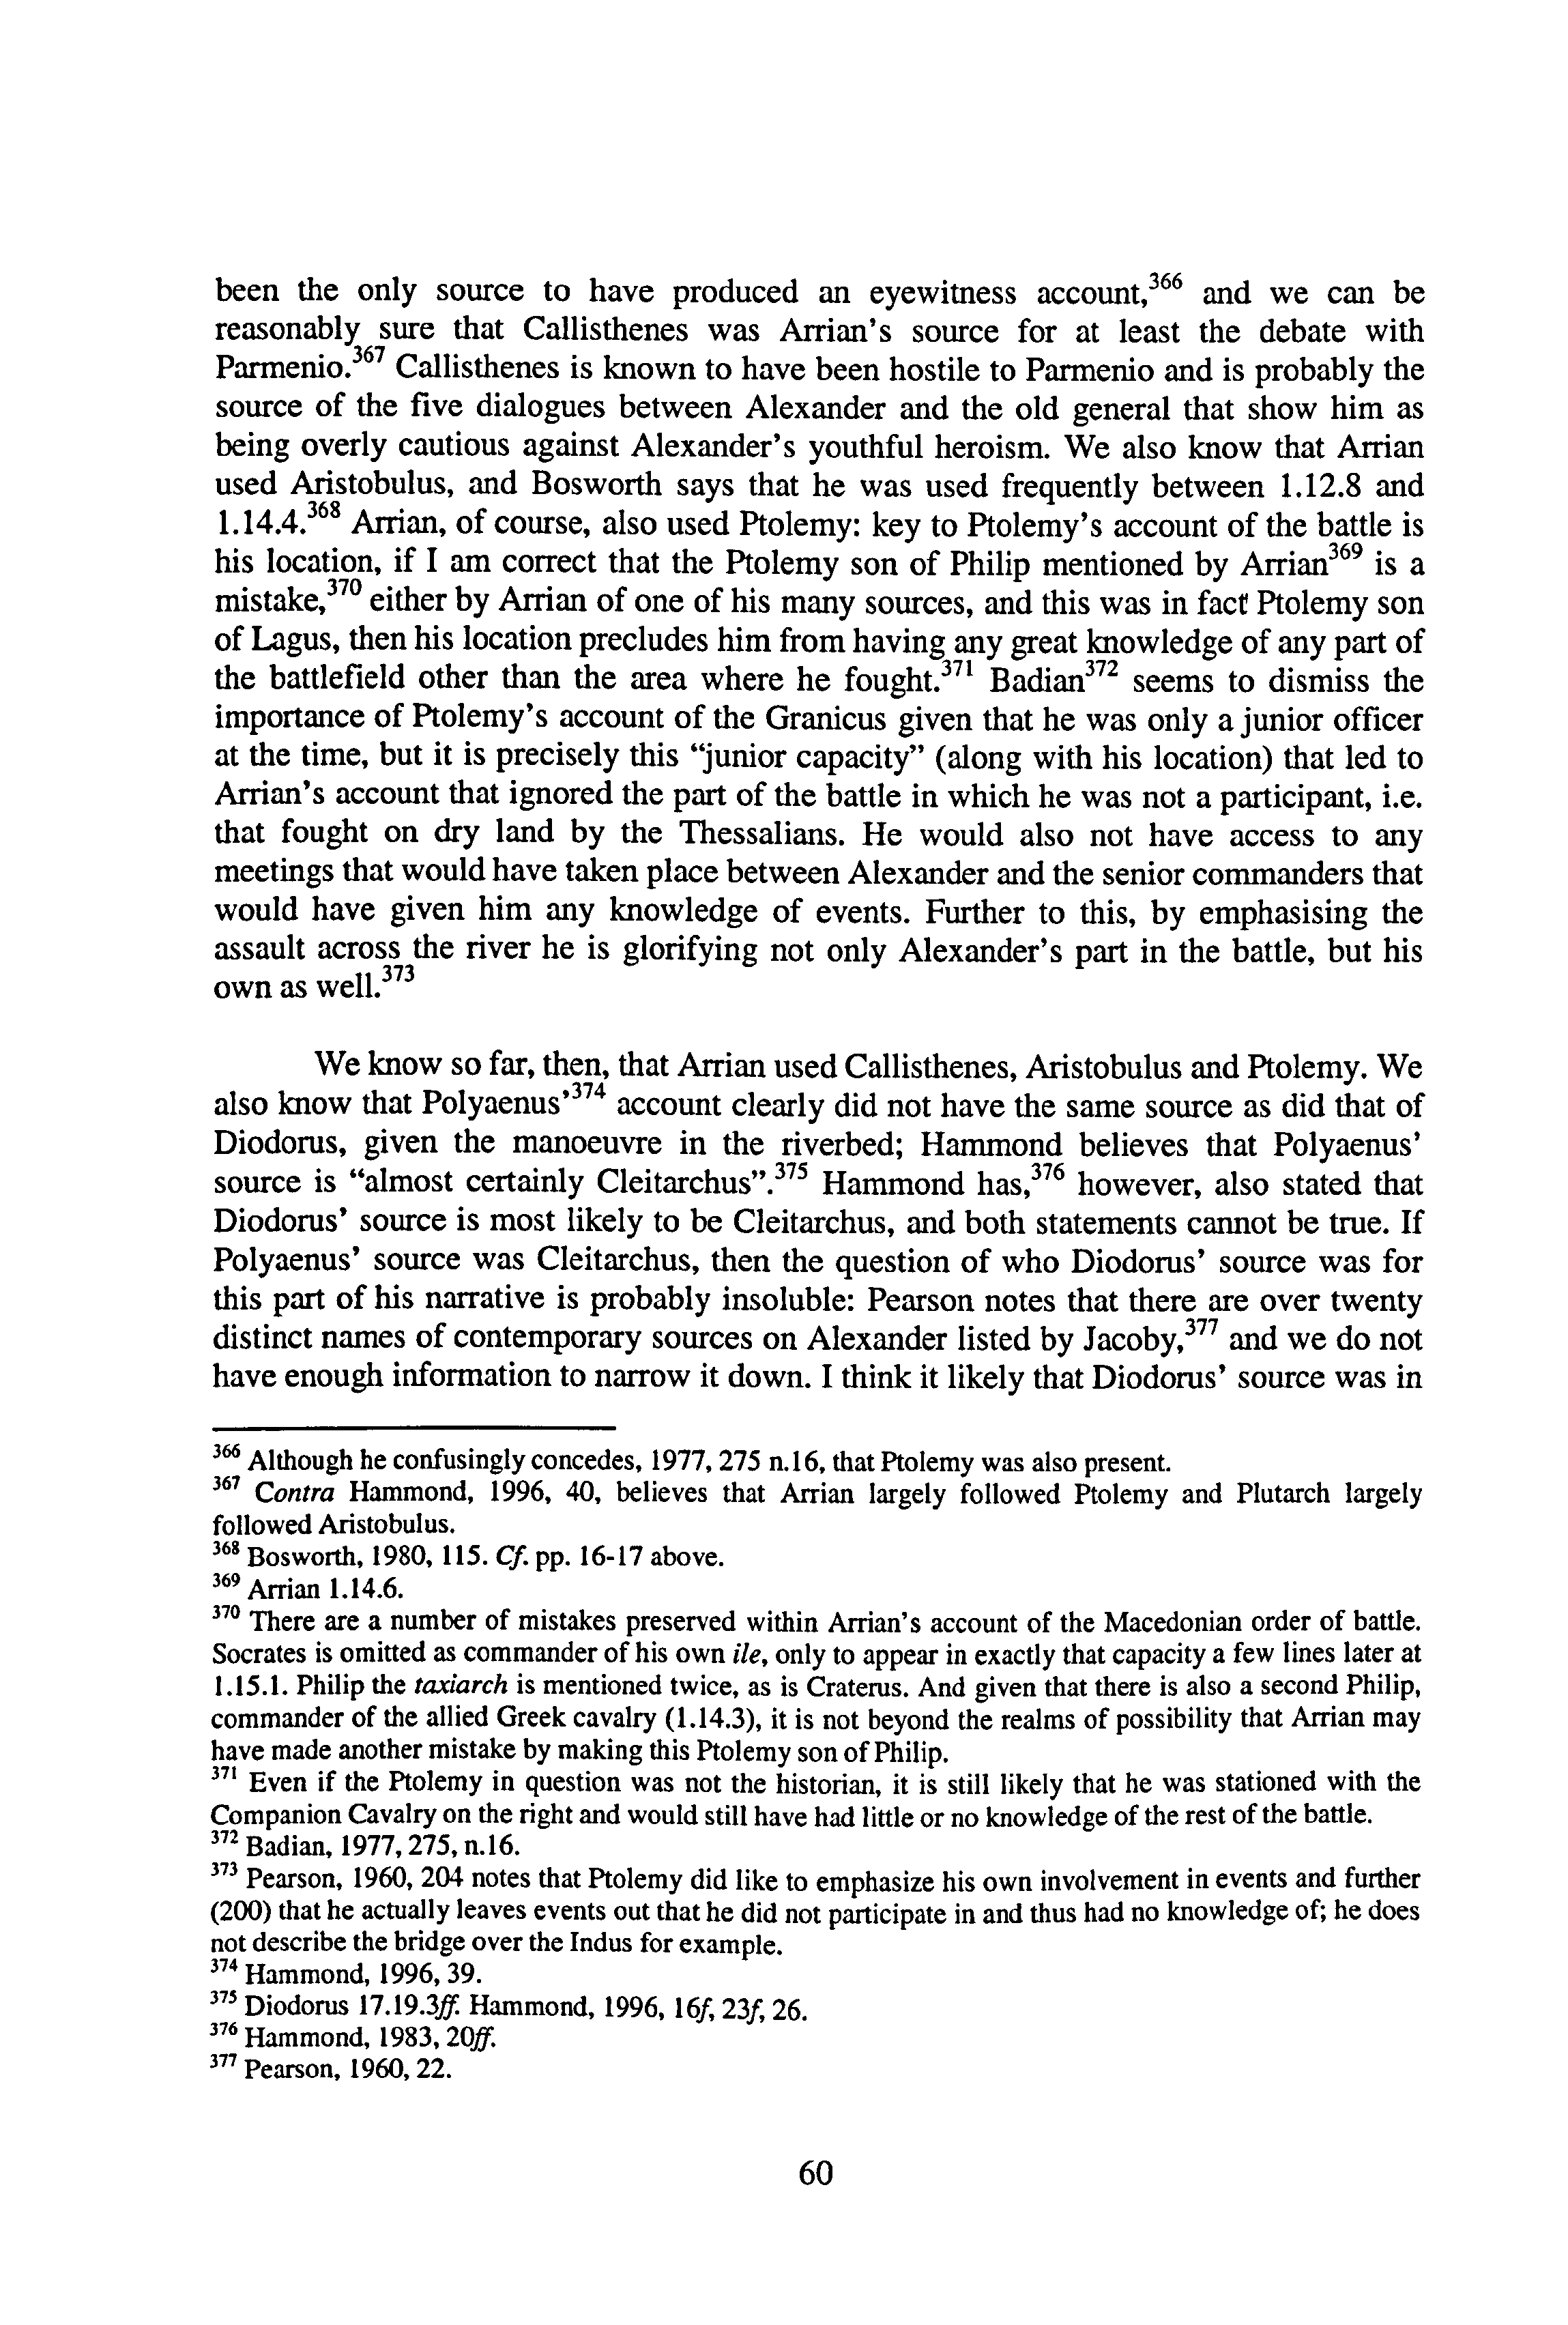 been the only source to have produced an eyewitness account,³⁶⁶ and we can be
reasonably sure that Callisthenes was Arrian's source for at least the debate with
Parmenio.³⁶⁷ Callisthenes is known to have been hostile to Parmenio and is probably the
source of the five dialogues between Alexander and the old general that show him as
being overly cautious against Alexander's youthful heroism. We also know that Arrian
used Aristobulus, and Bosworth says that he was used frequently between 1.12.8 and
1.14.4.³⁶⁸ Arrian, of course, also used Ptolemy: key to Ptolemy's account of the battle is
his location, if I am correct that the Ptolemy son of Philip mentioned by Arrian³⁶⁹ is a
mistake,³⁷⁰ either by Arrian of one of his many sources, and this was in fact Ptolemy son
of Lagus, then his location precludes him from having any great knowledge of any part of
the battlefield other than the area where he fought.³⁷¹ Badian³⁷² seems to dismiss the
importance of Ptolemy's account of the Granicus given that he was only a junior officer
at the time, but it is precisely this “junior capacity” (along with his location) that led to
Arrian's account that ignored the part of the battle in which he was not a participant, i.e.
that fought on dry land by the Thessalians. He would also not have access to any
meetings that would have taken place between Alexander and the senior commanders that
would have given him any knowledge of events. Further to this, by emphasising the
assault across the river he is glorifying not only Alexander's part in the battle, but his
own as well.³⁷³
We know so far, then, that Arrian used Callisthenes, Aristobulus and Ptolemy. We
also know that Polyaenus'³⁷⁴ account clearly did not have the same source as did that of
Diodorus, given the manoeuvre in the riverbed; Hammond believes that Polyaenus'
source is “almost certainly Cleitarchus”.³⁷⁵ Hammond has,³⁷⁶ however, also stated that
Diodorus' source is most likely to be Cleitarchus, and both statements cannot be true. If
Polyaenus' source was Cleitarchus, then the question of who Diodorus' source was for
this part of his narrative is probably insoluble: Pearson notes that there are over twenty
distinct names of contemporary sources on Alexander listed by Jacoby,³⁷⁷ and we do not
have enough information to narrow it down. I think it likely that Diodorus' source was in
³⁶⁶ Although he confusingly concedes, 1977, 275 n.16, that Ptolemy was also present.
³⁶⁷ Contra Hammond, 1996, 40, believes that Arrian largely followed Ptolemy and Plutarch largely
followed Aristobulus.
³⁶⁸ Bosworth, 1980, 115. Cf. pp. 16-17 above.
³⁶⁹ Arrian 1.14.6.
³⁷⁰ There are a number of mistakes preserved within Arrian's account of the Macedonian order of battle.
Socrates is omitted as commander of his own ile, only to appear in exactly that capacity a few lines later at
1.15.1. Philip the taxiarch is mentioned twice, as is Craterus. And given that there is also a second Philip,
commander of the allied Greek cavalry (1.14.3), it is not beyond the realms of possibility that Arrian may
have made another mistake by making this Ptolemy son of Philip.
³⁷¹ Even if the Ptolemy in question was not the historian, it is still likely that he was stationed with the
Companion Cavalry on the right and would still have had little or no knowledge of the rest of the battle.
³⁷² Badian, 1977, 275, n.16.
³⁷³ Pearson, 1960, 204 notes that Ptolemy did like to emphasize his own involvement in events and further
(200) that he actually leaves events out that he did not participate in and thus had no knowledge of; he does
not describe the bridge over the Indus for example.
³⁷⁴ Hammond, 1996, 39.
³⁷⁵ Diodorus 17.19.3ff. Hammond, 1996, 16f, 23f, 26.
³⁷⁶ Hammond, 1983, 20ff.
³⁷⁷ Pearson, 1960, 22.
60